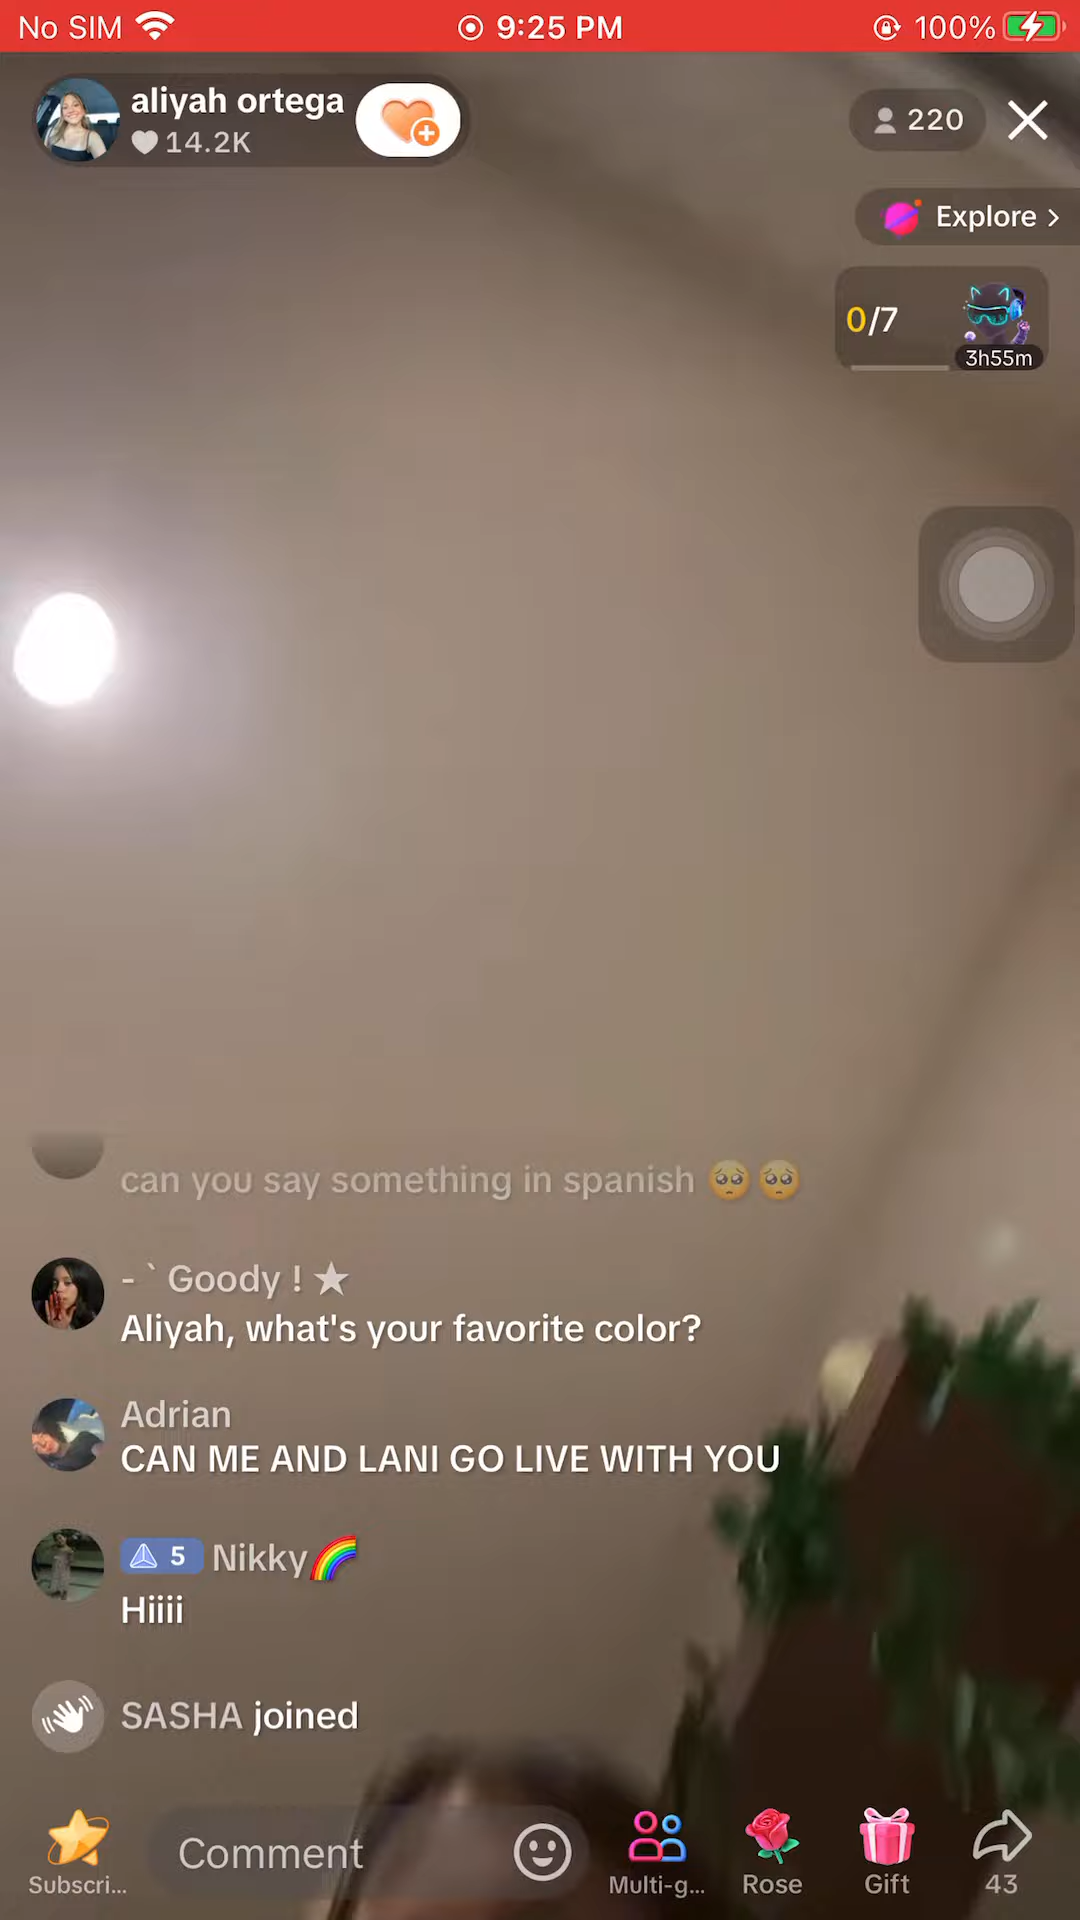 No SIM 9:25 PM 100%
aliyah ortega
14.2K
220
Explore >
0/7
3h55m
can you say something in spanish 🥺🥺
- ` Goody ! ★
Aliyah, what's your favorite color?
Adrian
CAN ME AND LANI GO LIVE WITH YOU
5 Nikky🌈
Hiiii
SASHA joined
Comment
Subscri... Multi-g... Rose Gift 43